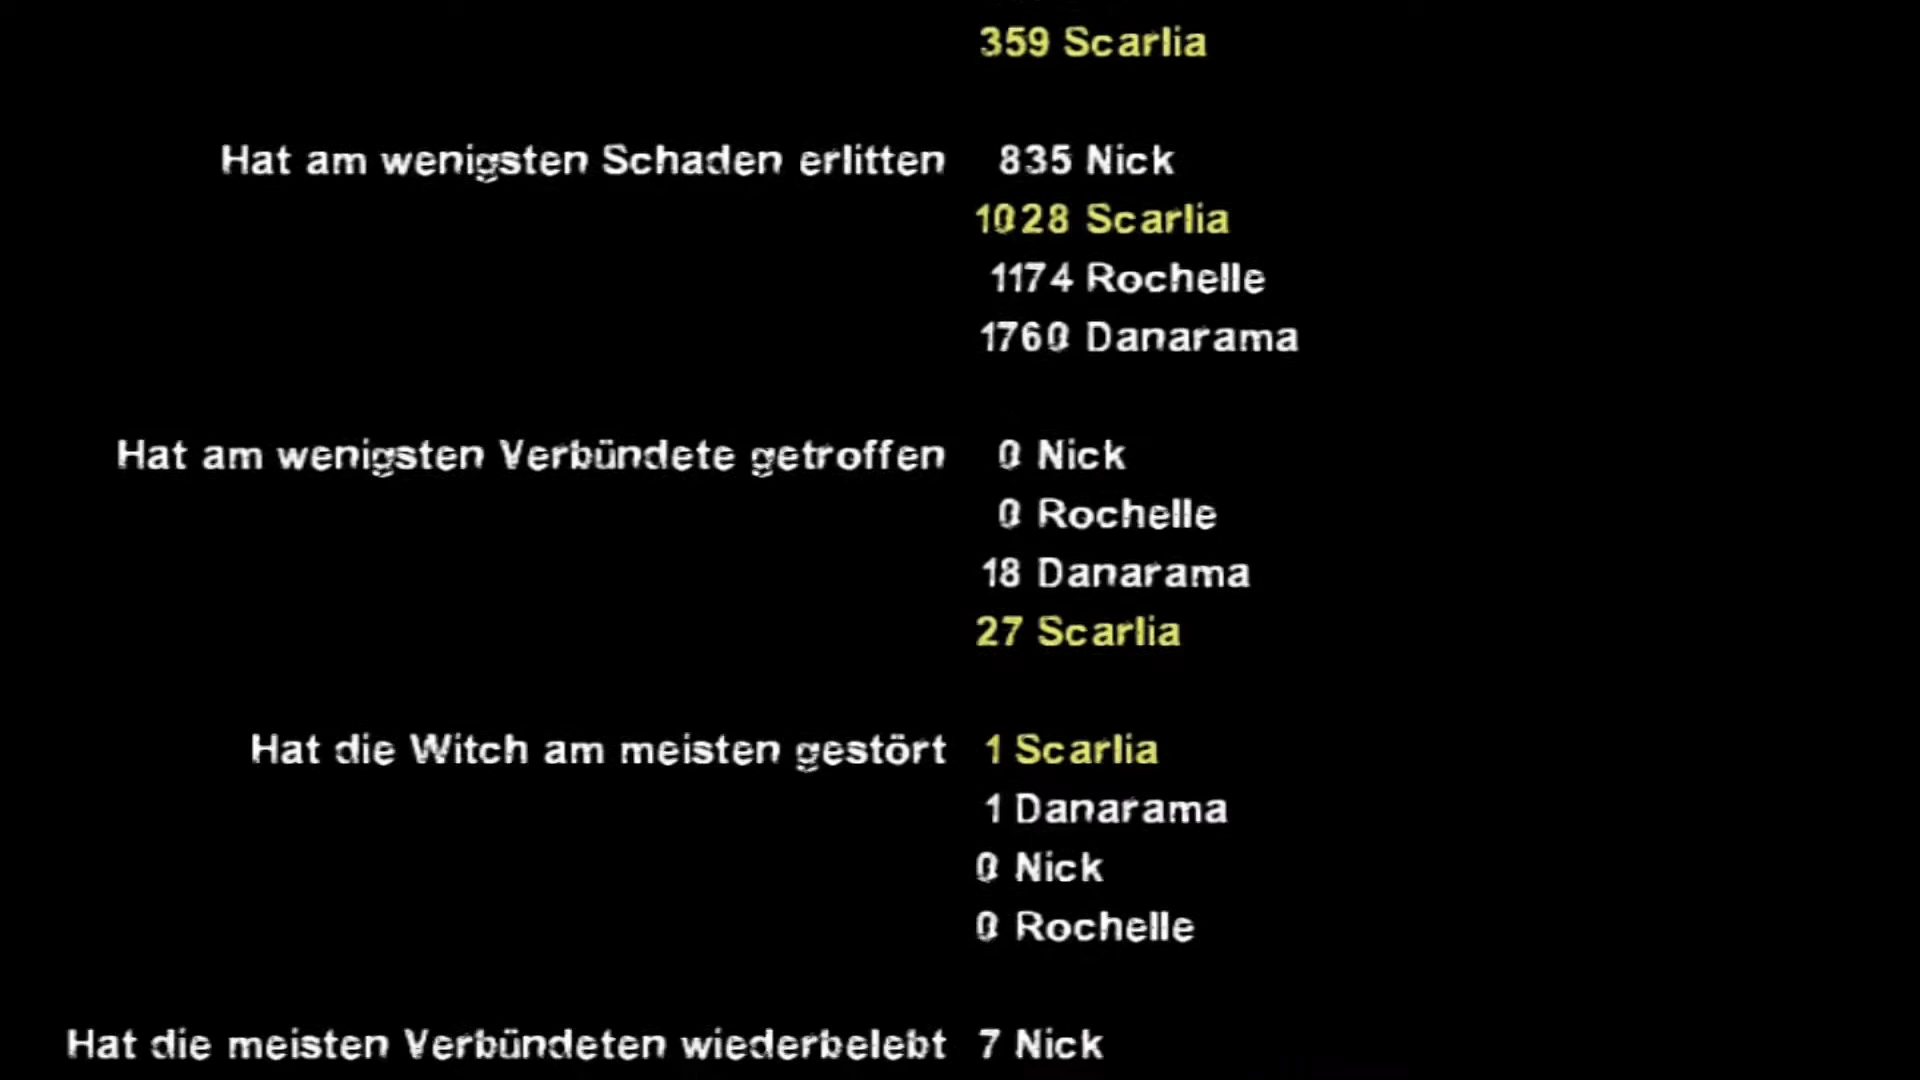 359 Scarlia
Hat am wenigsten Schaden erlitten 835 Nick
1028 Scarlia
1174 Rochelle
1760 Danarama
Hat am wenigsten Verbündete getroffen 0 Nick
0 Rochelle
18 Danarama
27 Scarlia
Hat die Witch am meisten gestört 1 Scarlia
1 Danarama
0 Nick
0 Rochelle
Hat die meisten Verbündeten wiederbelebt 7 Nick